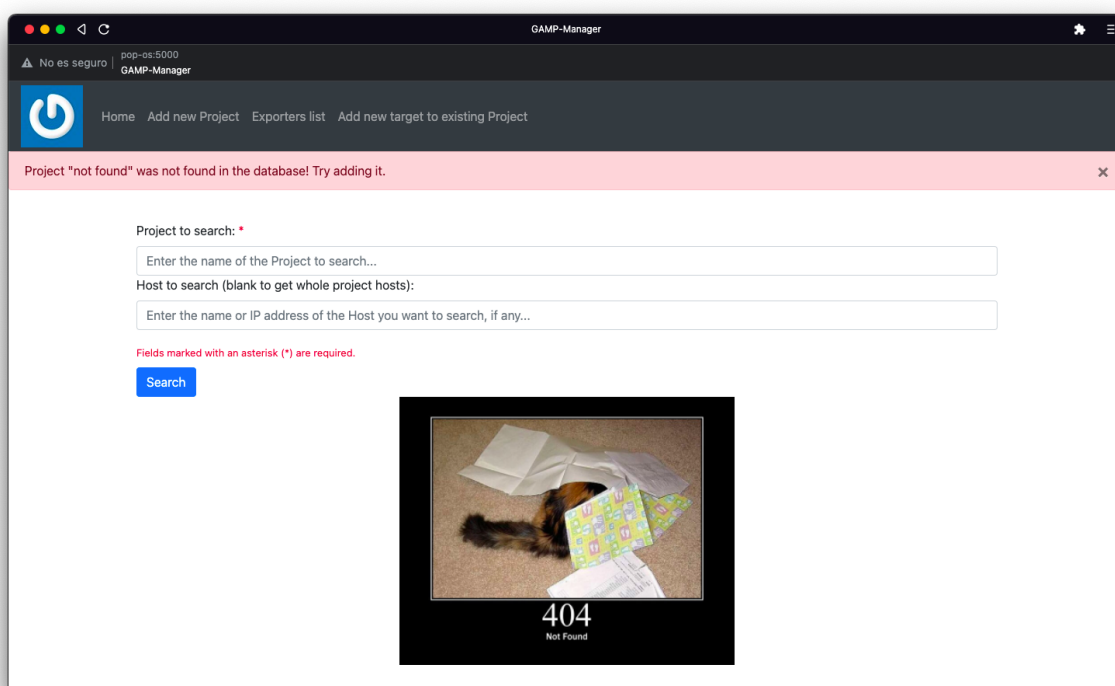 GAMP-Manager
No es seguro
pop-os:5000
GAMP-Manager
Home Add new Project Exporters list Add new target to existing Project
Project "not found" was not found in the database! Try adding it.
Project to search: *
Enter the name of the Project to search...
Host to search (blank to get whole project hosts):
Enter the name or IP address of the Host you want to search, if any...
Fields marked with an asterisk (*) are required.
Search
404
Not Found